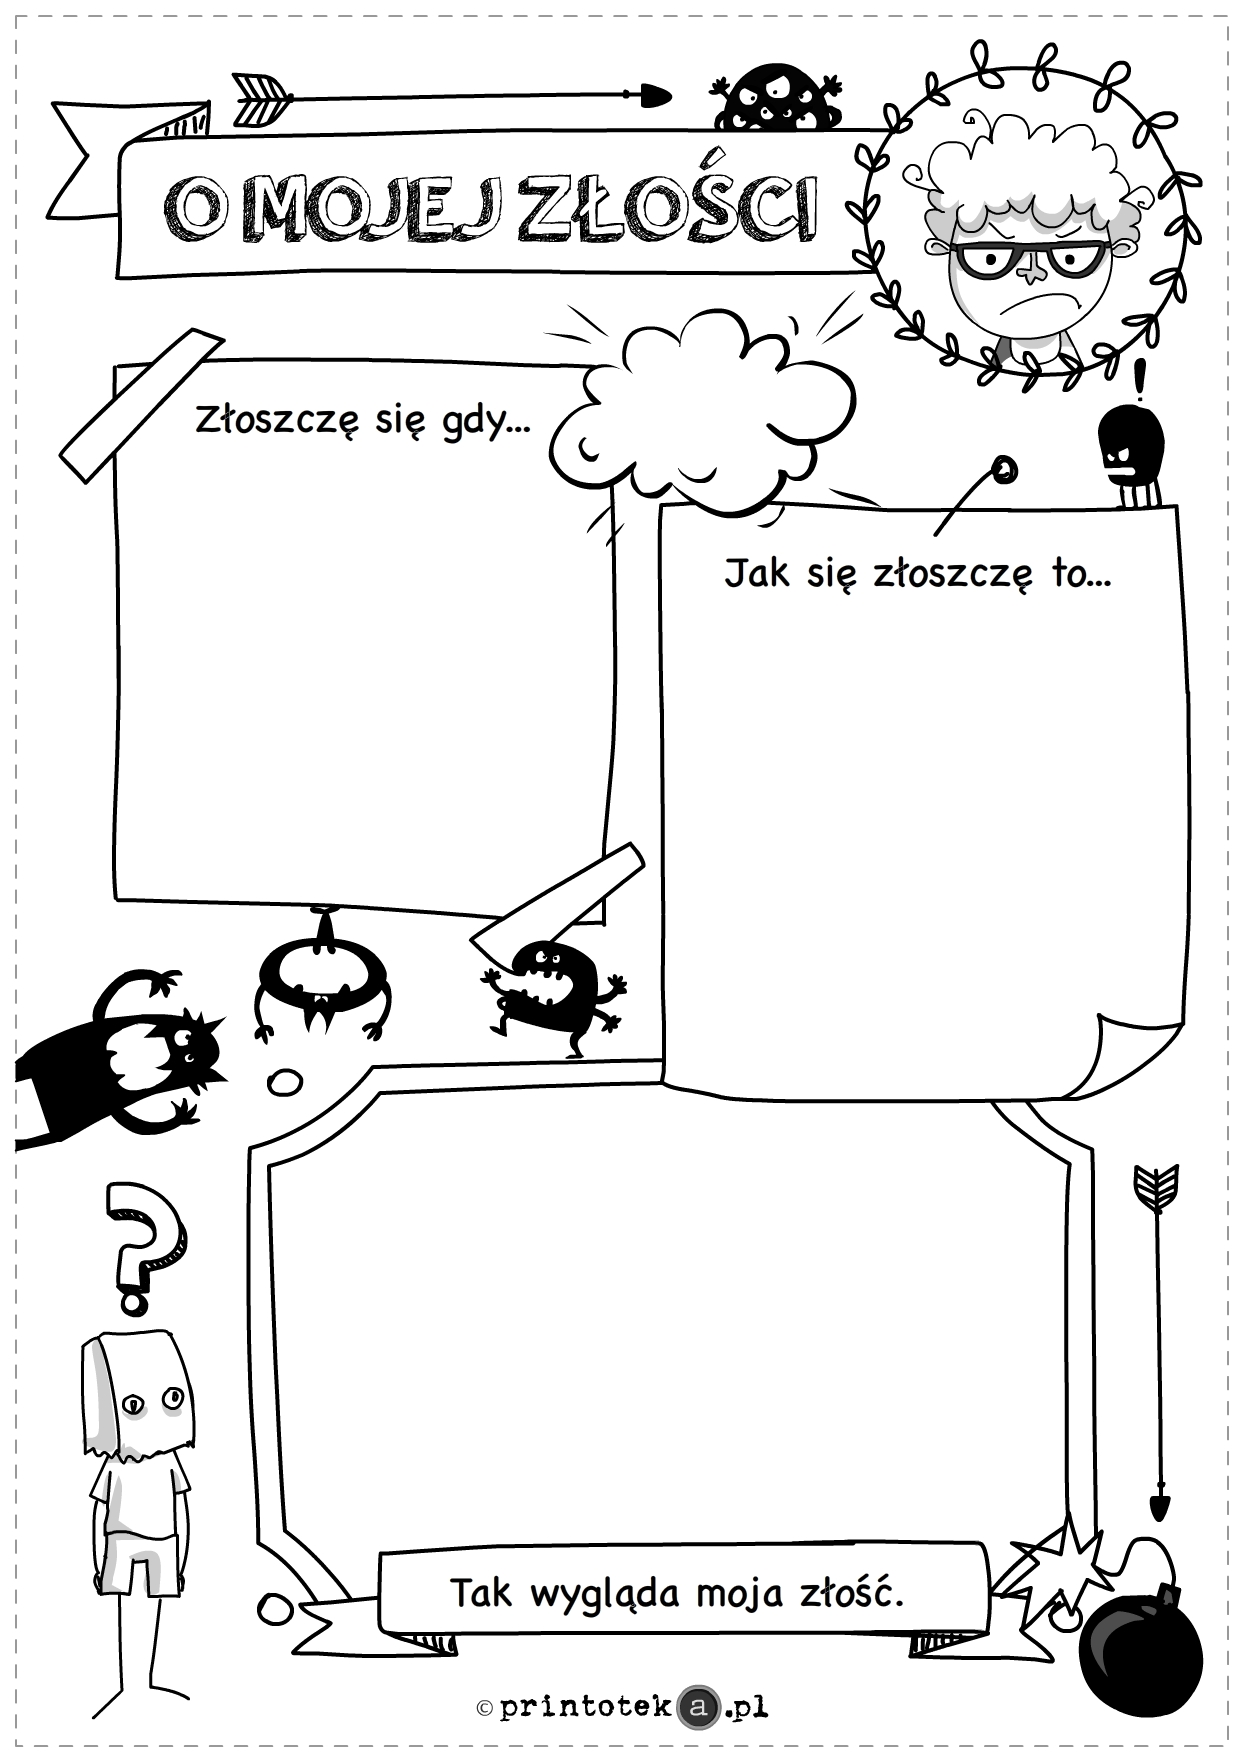 O MOJEJ ZŁOŚCI
Złoszczę się gdy...
!
Jak się złoszczę to...
?
Tak wygląda moja złość.
© printoteka.pl